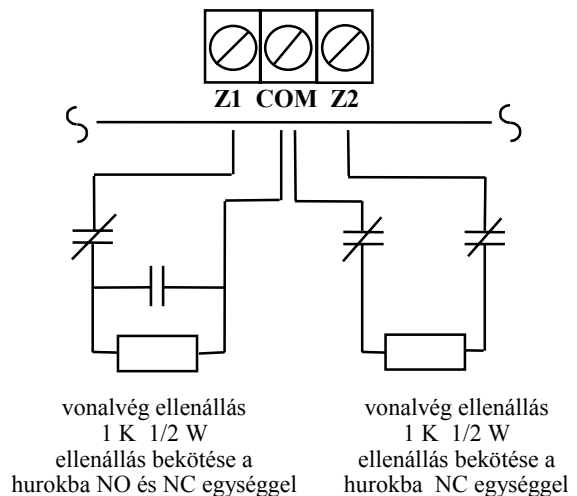 Z1 COM Z2
vonalvég ellenállás
1 K 1/2 W
ellenállás bekötése a
hurokba NO és NC egységgel
vonalvég ellenállás
1 K 1/2 W
ellenállás bekötése a
hurokba NC egységgel